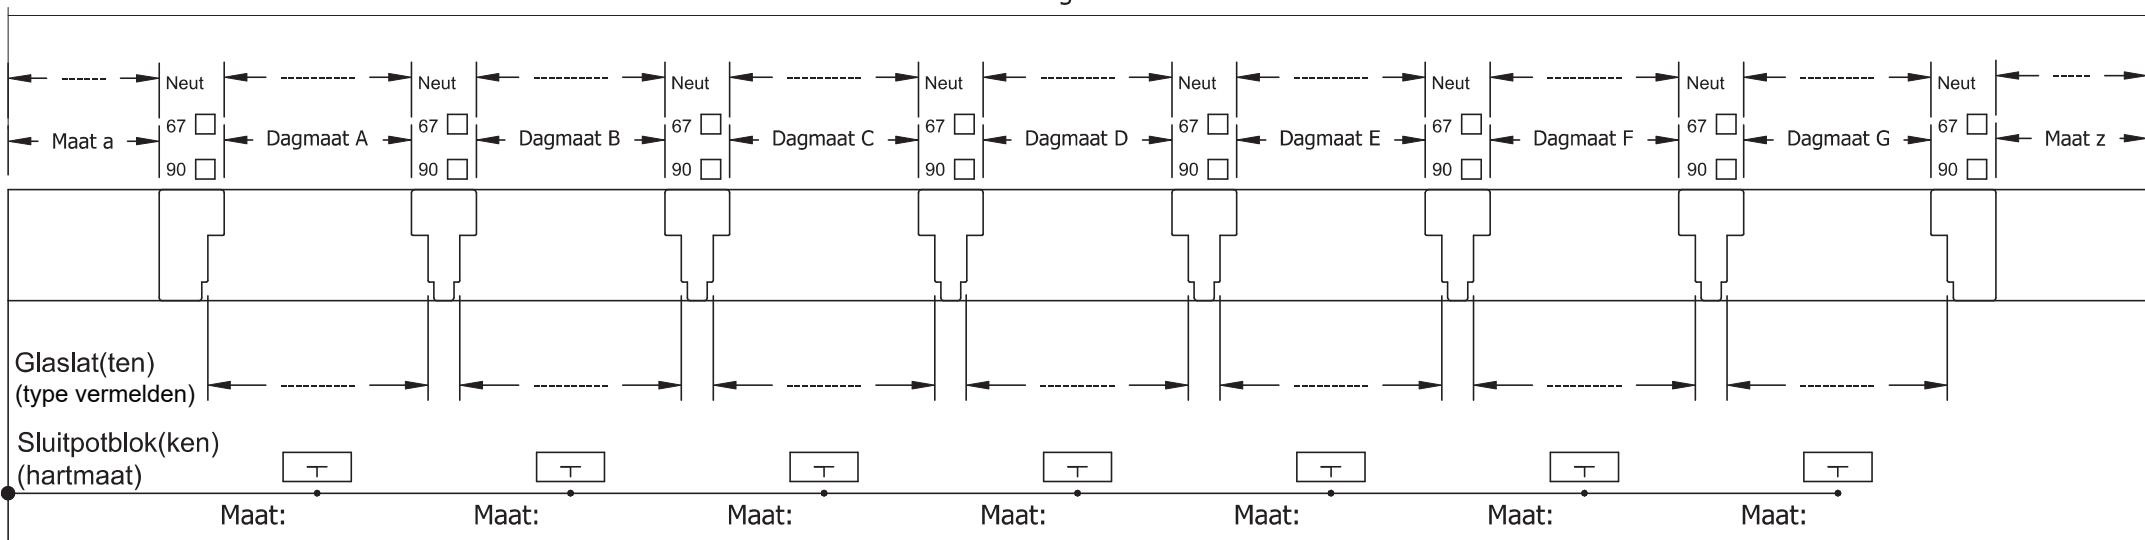 Neut Neut Neut Neut Neut Neut Neut Neut
67 67 67 67 67 67 67 67
Maat a Dagmaat A Dagmaat B Dagmaat C Dagmaat D Dagmaat E Dagmaat F Dagmaat G Maat z
90 90 90 90 90 90 90 90
Glaslat(ten)
(type vermelden)
Sluitpotblok(ken)
(hartmaat)
Maat: Maat: Maat: Maat: Maat: Maat: Maat: